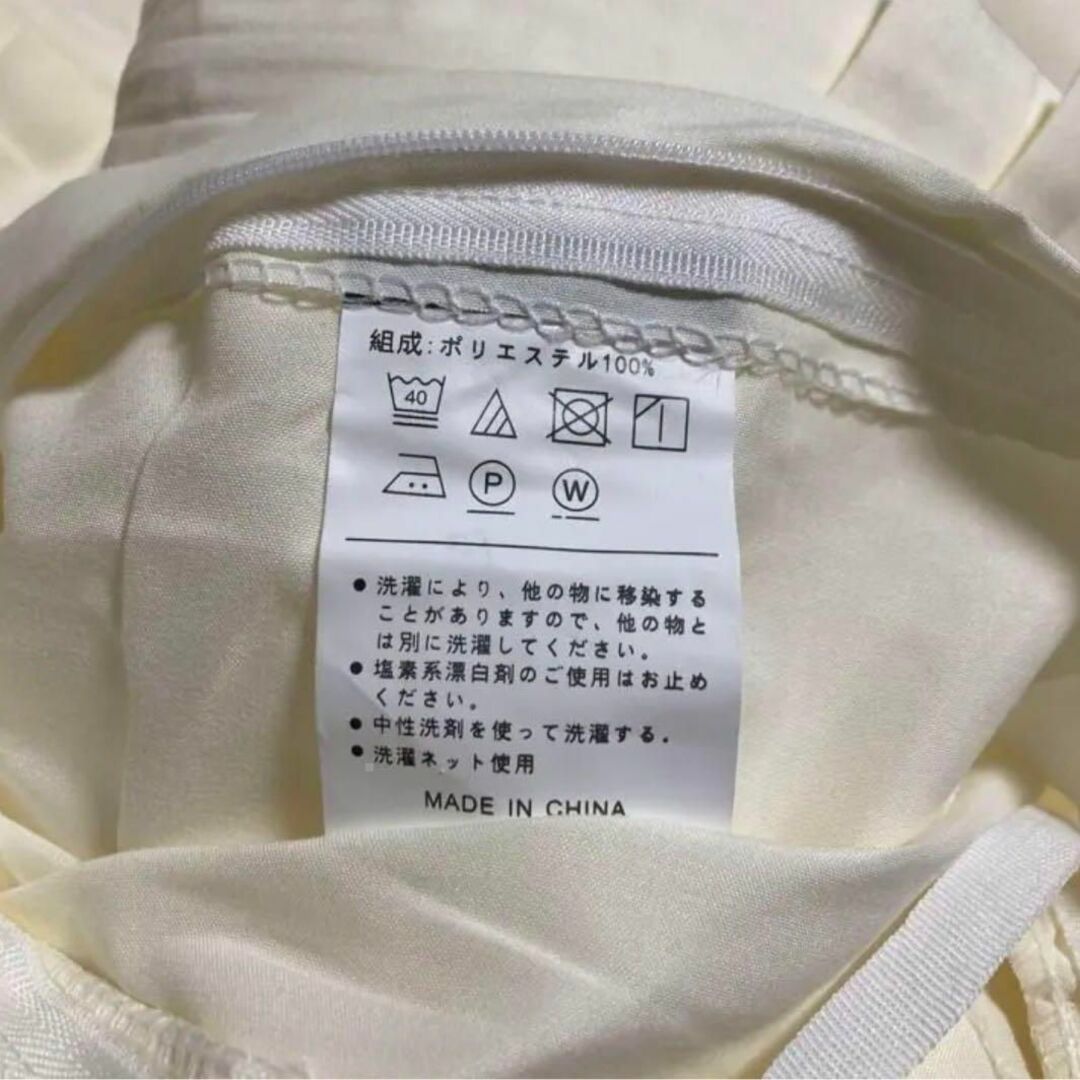 組成:ポリエステル100%
40
P W
● 洗濯により、他の物に移染する
ことがありますので、他の物と
は別に洗濯してください。
● 塩素系漂白剤のご使用はお止め
ください。
● 中性洗剤を使って洗濯する.
● 洗濯ネット使用
MADE IN CHINA